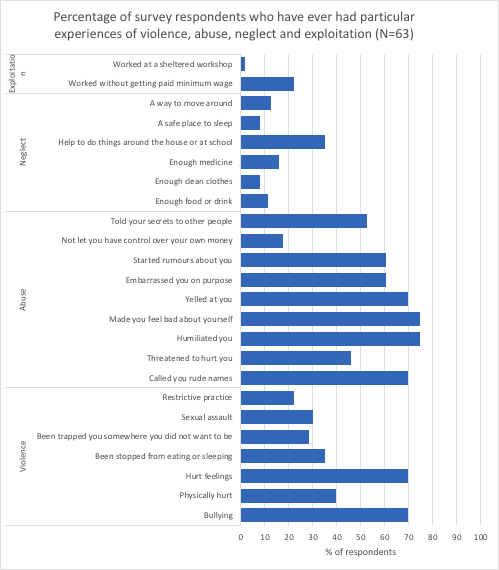 Percentage of survey respondents who have ever had particular
experiences of violence, abuse, neglect and exploitation (N=63)
Exploitatio
n
Worked at a sheltered workshop
Worked without getting paid minimum wage
Neglect
A way to move around
A safe place to sleep
Help to do things around the house or at school
Enough medicine
Enough clean clothes
Enough food or drink
Abuse
Told your secrets to other people
Not let you have control over your own money
Started rumours about you
Embarrassed you on purpose
Yelled at you
Made you feel bad about yourself
Humiliated you
Threatened to hurt you
Called you rude names
Violence
Restrictive practice
Sexual assault
Been trapped you somewhere you did not want to be
Been stopped from eating or sleeping
Hurt feelings
Physically hurt
Bullying
0 10 20 30 40 50 60 70 80 90 100
% of respondents